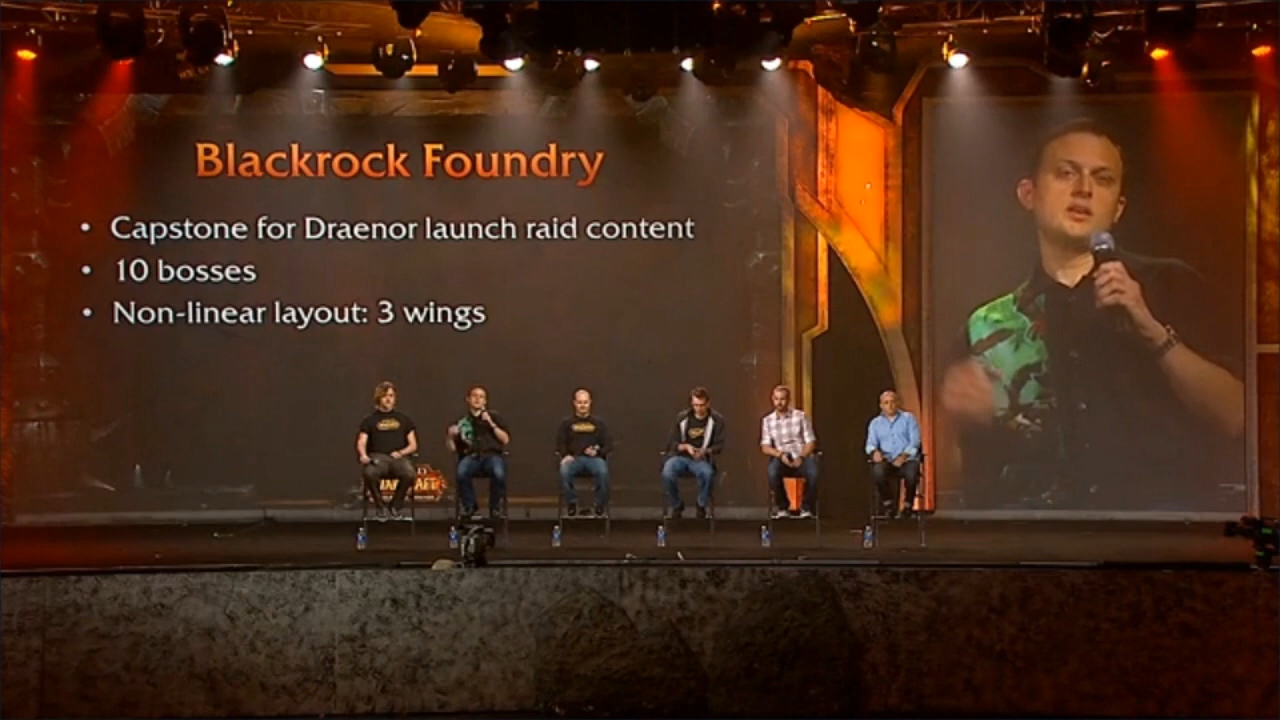 Blackrock Foundry
• Capstone for Draenor launch raid content
• 10 bosses
• Non-linear layout: 3 wings